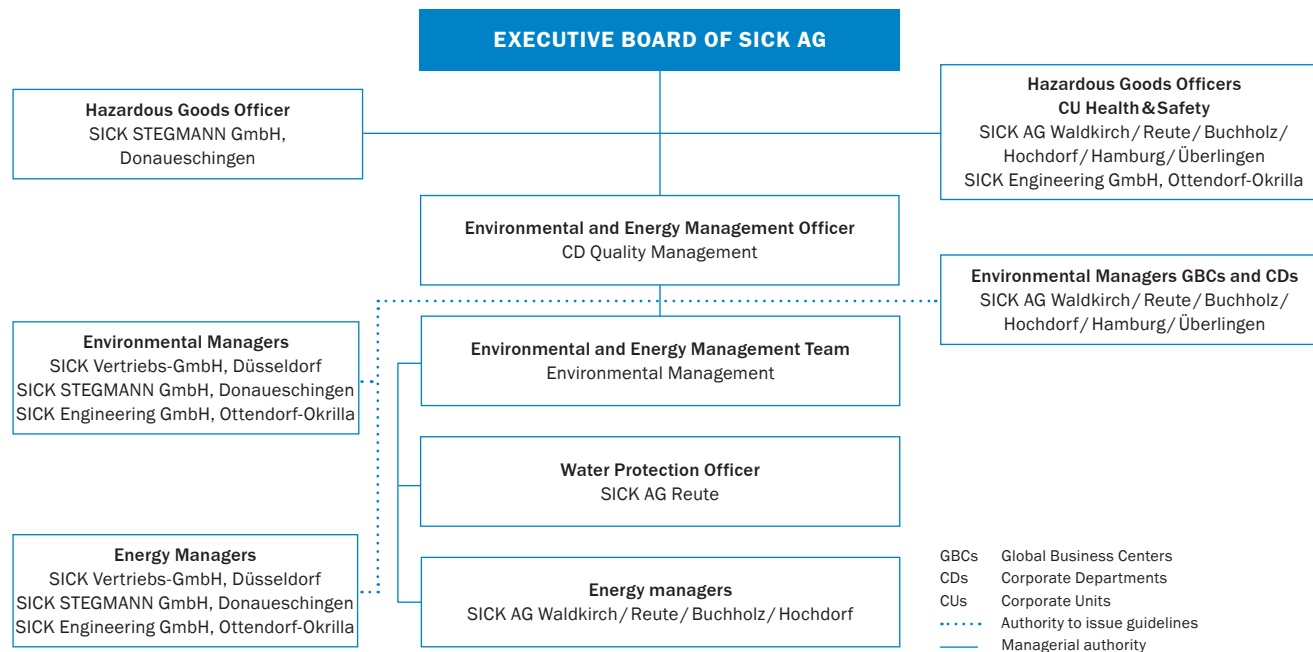 EXECUTIVE BOARD OF SICK AG
Hazardous Goods Officer
SICK STEGMANN GmbH,
Donaueschingen
Hazardous Goods Officers
CU Health & Safety
SICK AG Waldkirch / Reute / Buchholz /
Hochdorf / Hamburg / Überlingen
SICK Engineering GmbH, Ottendorf-Okrilla
Environmental and Energy Management Officer
CD Quality Management
Environmental Managers GBCs and CDs
SICK AG Waldkirch / Reute / Buchholz /
Hochdorf / Hamburg / Überlingen
Environmental Managers
SICK Vertriebs-GmbH, Düsseldorf
SICK STEGMANN GmbH, Donaueschingen
SICK Engineering GmbH, Ottendorf-Okrilla
Environmental and Energy Management Team
Environmental Management
Water Protection Officer
SICK AG Reute
Energy Managers
SICK Vertriebs-GmbH, Düsseldorf
SICK STEGMANN GmbH, Donaueschingen
SICK Engineering GmbH, Ottendorf-Okrilla
Energy managers
SICK AG Waldkirch / Reute / Buchholz / Hochdorf
GBCs Global Business Centers
CDs Corporate Departments
CUs Corporate Units
Authority to issue guidelines
Managerial authority